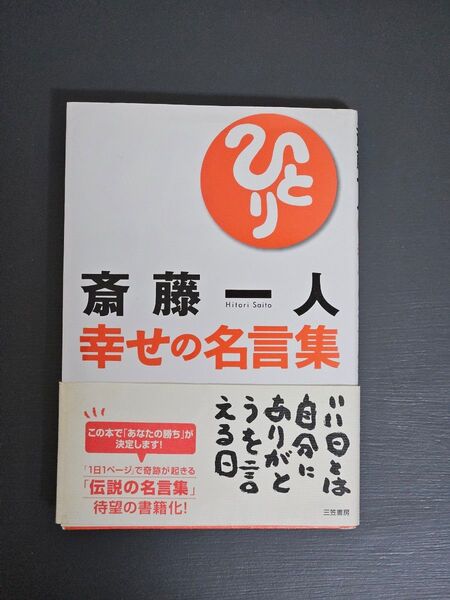 ひとり
斎藤一人
Hitori Saito
幸せの名言集
いい日とは
自分に
ありがと
うを言
える日
この本で「あなたの勝ち」が
決定します!
「1日1ページ」で奇跡が起きる
「伝説の名言集」
待望の書籍化!
三笠書房